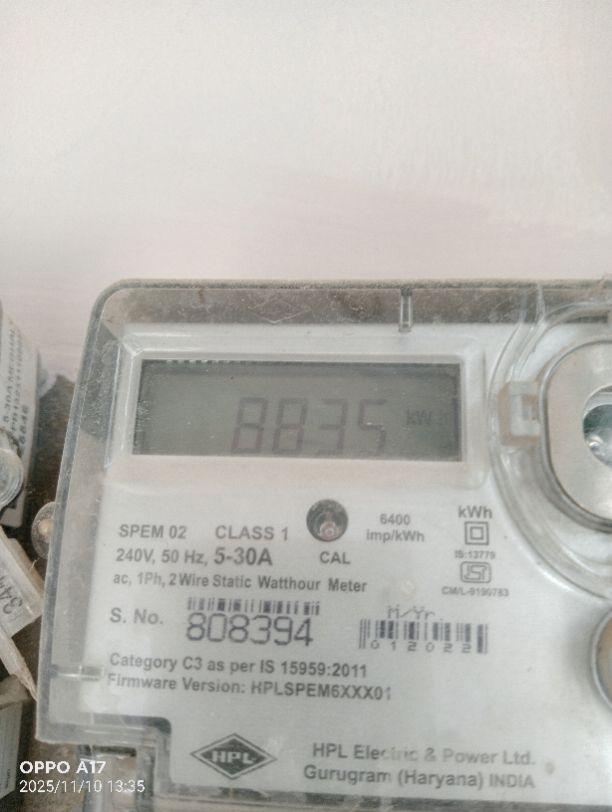 8835 kWh
SPEM 02 CLASS 1
6400 imp/kWh
kWh
240V, 50 Hz, 5-30A
CAL
IS:13779
ac, 1Ph, 2 Wire Static Watthour Meter
CM/L-9190783
S. No. 808394
M/Yr.
012022
Category C3 as per IS 15959:2011
Firmware Version: HPLSPEM6XXX01
HPL
HPL Electric & Power Ltd.
Gurugram (Haryana) INDIA
OPPO A17
2025/11/10 13:35